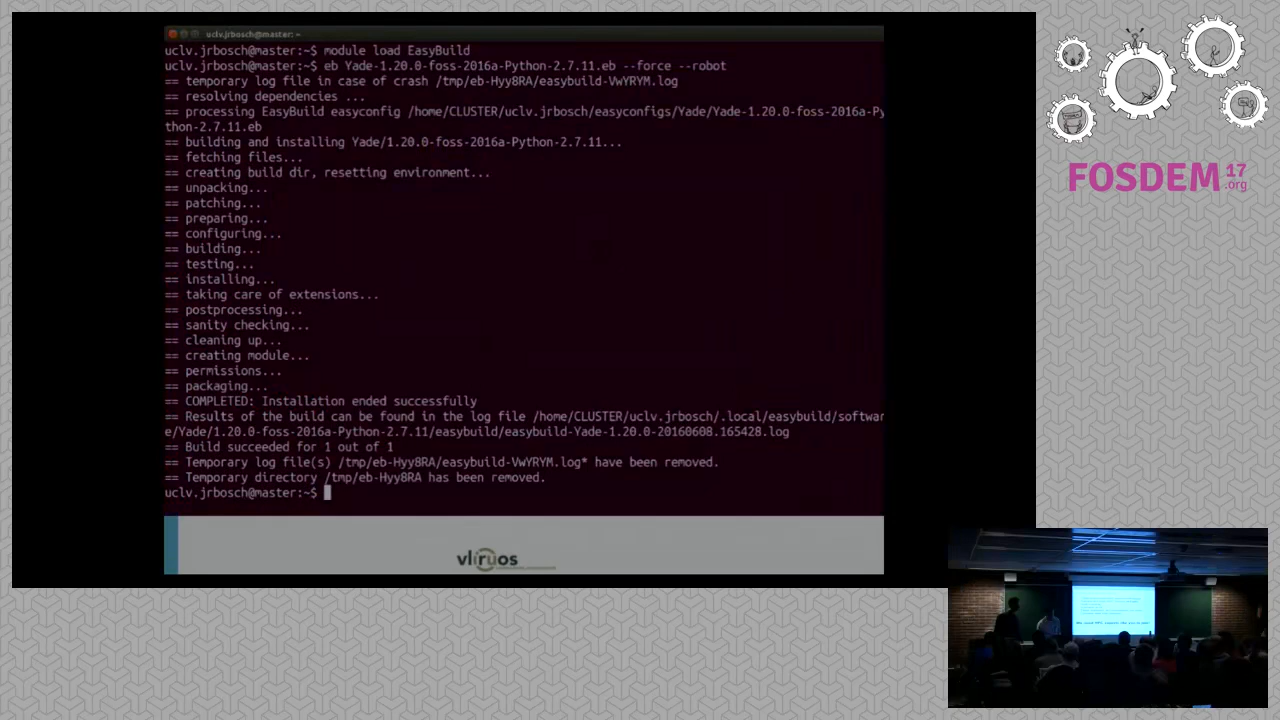 uclv.jrbosch@master: ~
uclv.jrbosch@master:~$ module load EasyBuild
uclv.jrbosch@master:~$ eb Yade-1.20.0-foss-2016a-Python-2.7.11.eb --force --robot
== temporary log file in case of crash /tmp/eb-Hyy8RA/easybuild-VwYRYM.log
== resolving dependencies ...
== processing EasyBuild easyconfig /home/CLUSTER/uclv.jrbosch/easyconfigs/Yade/Yade-1.20.0-foss-2016a-Py
thon-2.7.11.eb
== building and installing Yade/1.20.0-foss-2016a-Python-2.7.11...
== fetching files...
== creating build dir, resetting environment...
== unpacking...
== patching...
== preparing...
== configuring...
== building...
== testing...
== installing...
== taking care of extensions...
== postprocessing...
== sanity checking...
== cleaning up...
== creating module...
== permissions...
== packaging...
== COMPLETED: Installation ended successfully
== Results of the build can be found in the log file /home/CLUSTER/uclv.jrbosch/.local/easybuild/softwar
e/Yade/1.20.0-foss-2016a-Python-2.7.11/easybuild/easybuild-Yade-1.20.0-20160608.165428.log
== Build succeeded for 1 out of 1
== Temporary log file(s) /tmp/eb-Hyy8RA/easybuild-VwYRYM.log* have been removed.
== Temporary directory /tmp/eb-Hyy8RA has been removed.
uclv.jrbosch@master:~$
vliruos
FOSDEM 17
.org